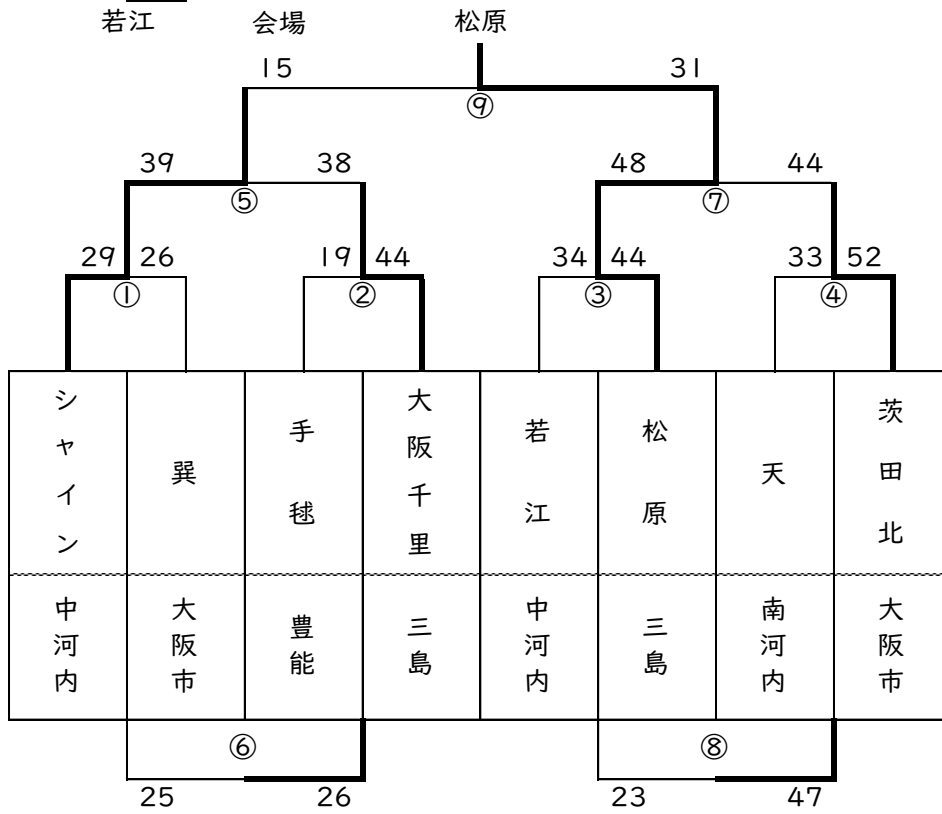 若江 会場 松原
15 31
⑨
39 38 48 44
⑤ ⑦
29 26 19 44 34 44 33 52
① ② ③ ④
シャイン 巽 手毬 大阪千里 若江 松原 天 茨田北
中河内 大阪市 豊能 三島 中河内 三島 南河内 大阪市
⑥ ⑧
25 26 23 47